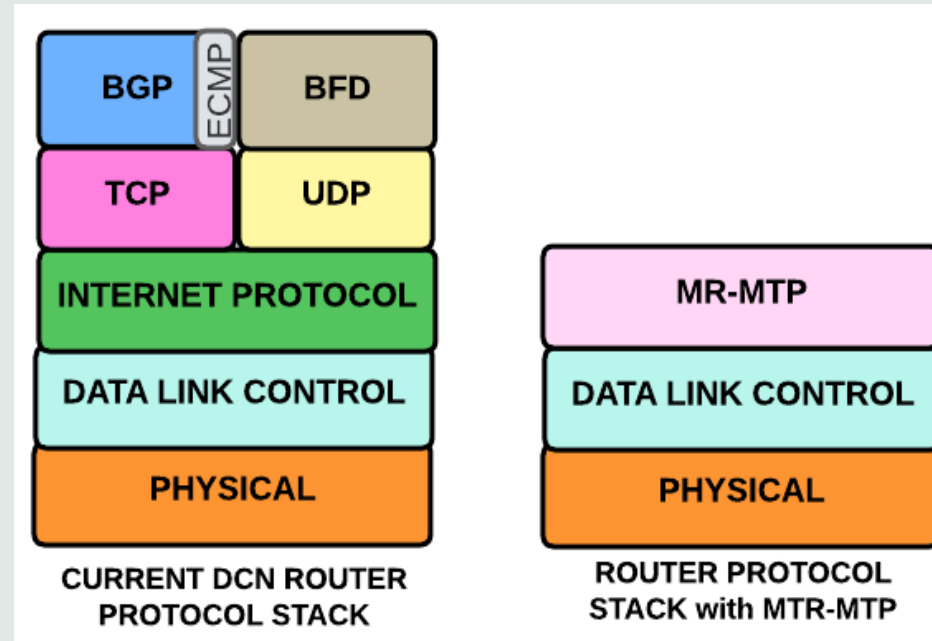 BGP
ECMP
BFD
TCP
UDP
INTERNET PROTOCOL
DATA LINK CONTROL
PHYSICAL
CURRENT DCN ROUTER
PROTOCOL STACK
MR-MTP
DATA LINK CONTROL
PHYSICAL
ROUTER PROTOCOL
STACK with MTR-MTP